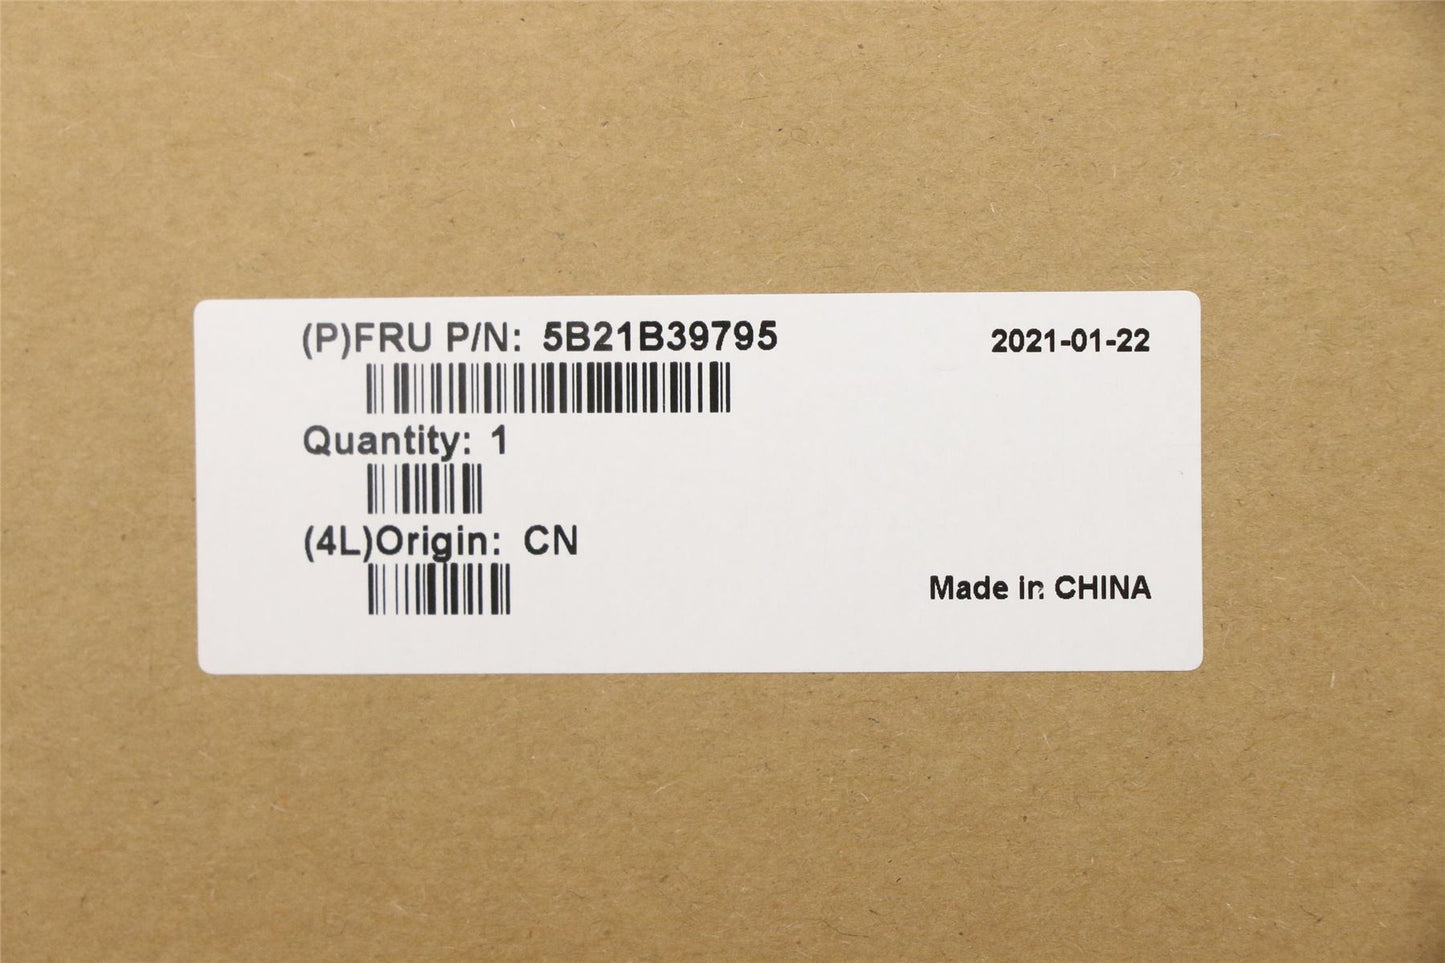 (P)FRU P/N: 5B21B39795
2021-01-22
Quantity: 1
(4L)Origin: CN
Made in CHINA